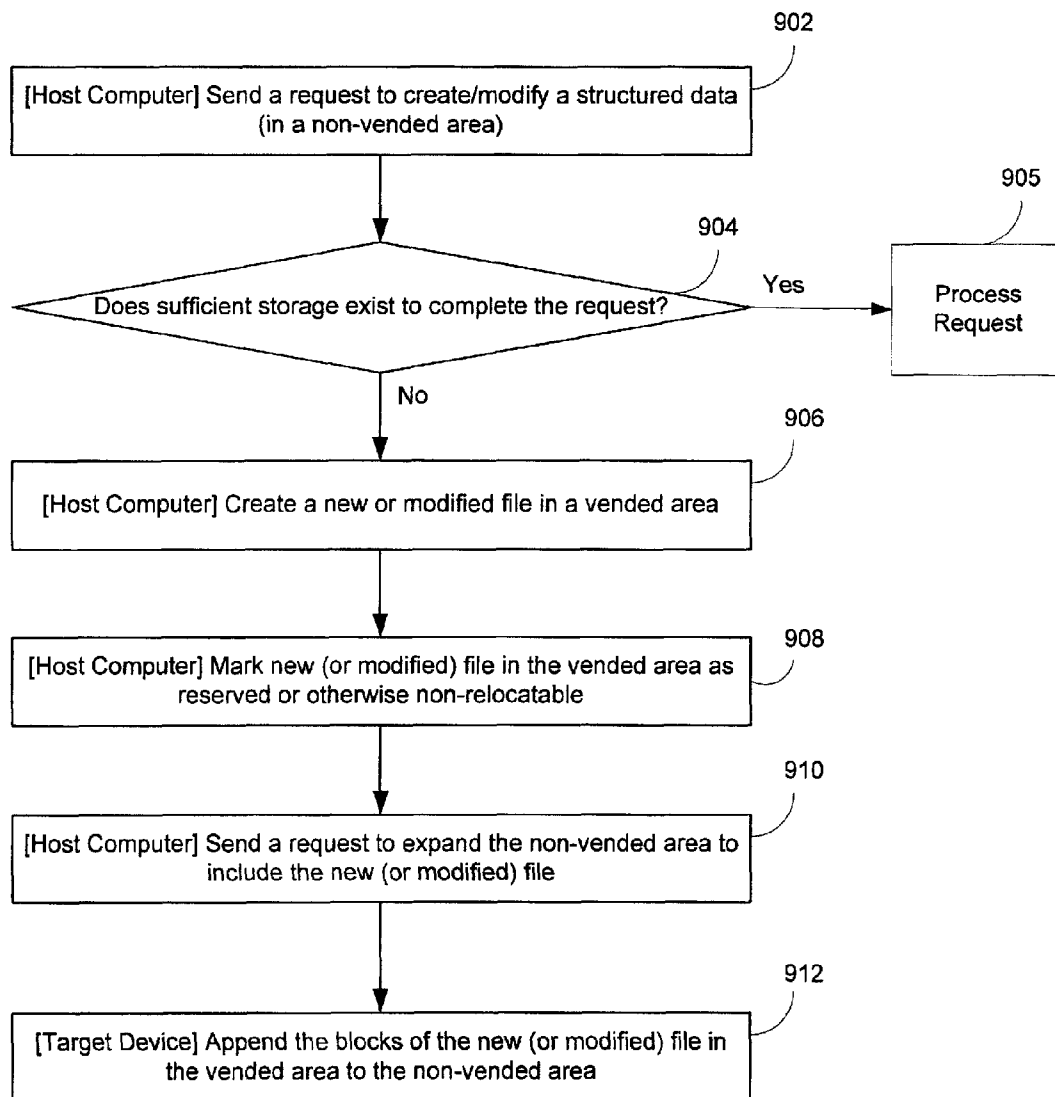 902
[Host Computer] Send a request to create/modify a structured data
(in a non-vended area)
904
Does sufficient storage exist to complete the request?
Yes
905
Process
Request
No
906
[Host Computer] Create a new or modified file in a vended area
908
[Host Computer] Mark new (or modified) file in the vended area as
reserved or otherwise non-relocatable
910
[Host Computer] Send a request to expand the non-vended area to
include the new (or modified) file
912
[Target Device] Append the blocks of the new (or modified) file in
the vended area to the non-vended area